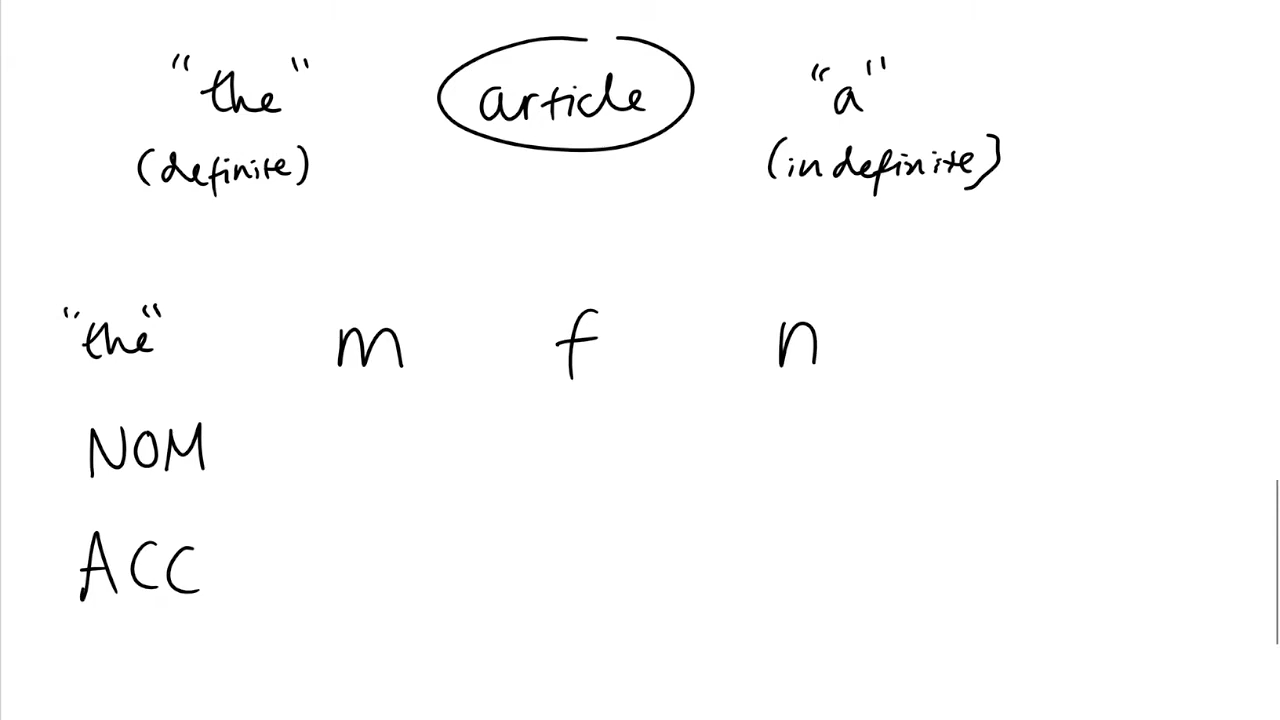 "the" article "a"
(definite) (indefinite)
"the" m f n
NOM
ACC